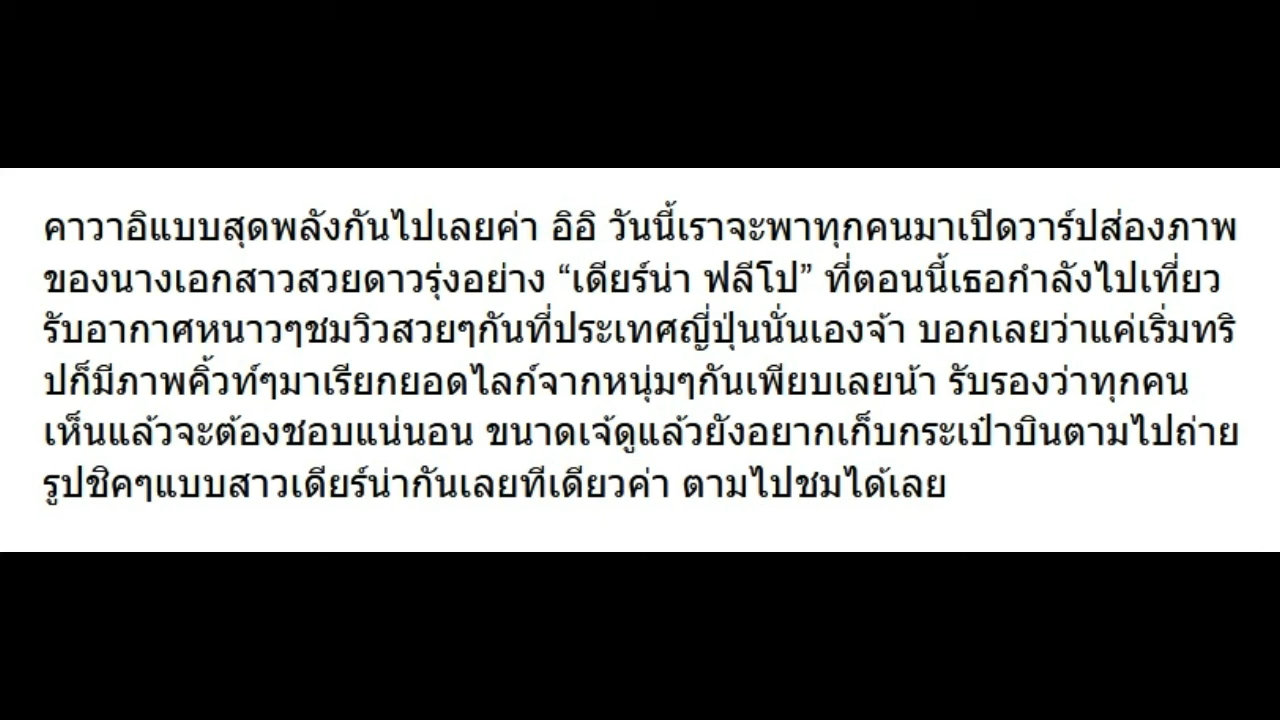 คาวาอิแบบสุดพลังกันไปเลยค่า อิอิ วันนี้เราจะพาทุกคนมาเปิดวาร์ปส่องภาพ
ของนางเอกสาวสวยดาวรุ่งอย่าง “เดียร์น่า ฟลีโป” ที่ตอนนี้เธอกำลังไปเที่ยว
รับอากาศหนาวๆชมวิวสวยๆกันที่ประเทศญี่ปุ่นนั่นเองจ้า บอกเลยว่าแค่เริ่มทริ
ปก็มีภาพคิ้วท์ๆมาเรียกยอดไลก์จากหนุ่มๆกันเพียบเลยน้า รับรองว่าทุกคน
เห็นแล้วจะต้องชอบแน่นอน ขนาดเจ้ดูแล้วยังอยากเก็บกระเป๋าบินตามไปถ่าย
รูปชิคๆแบบสาวเดียร์น่ากันเลยทีเดียวค่า ตามไปชมได้เลย